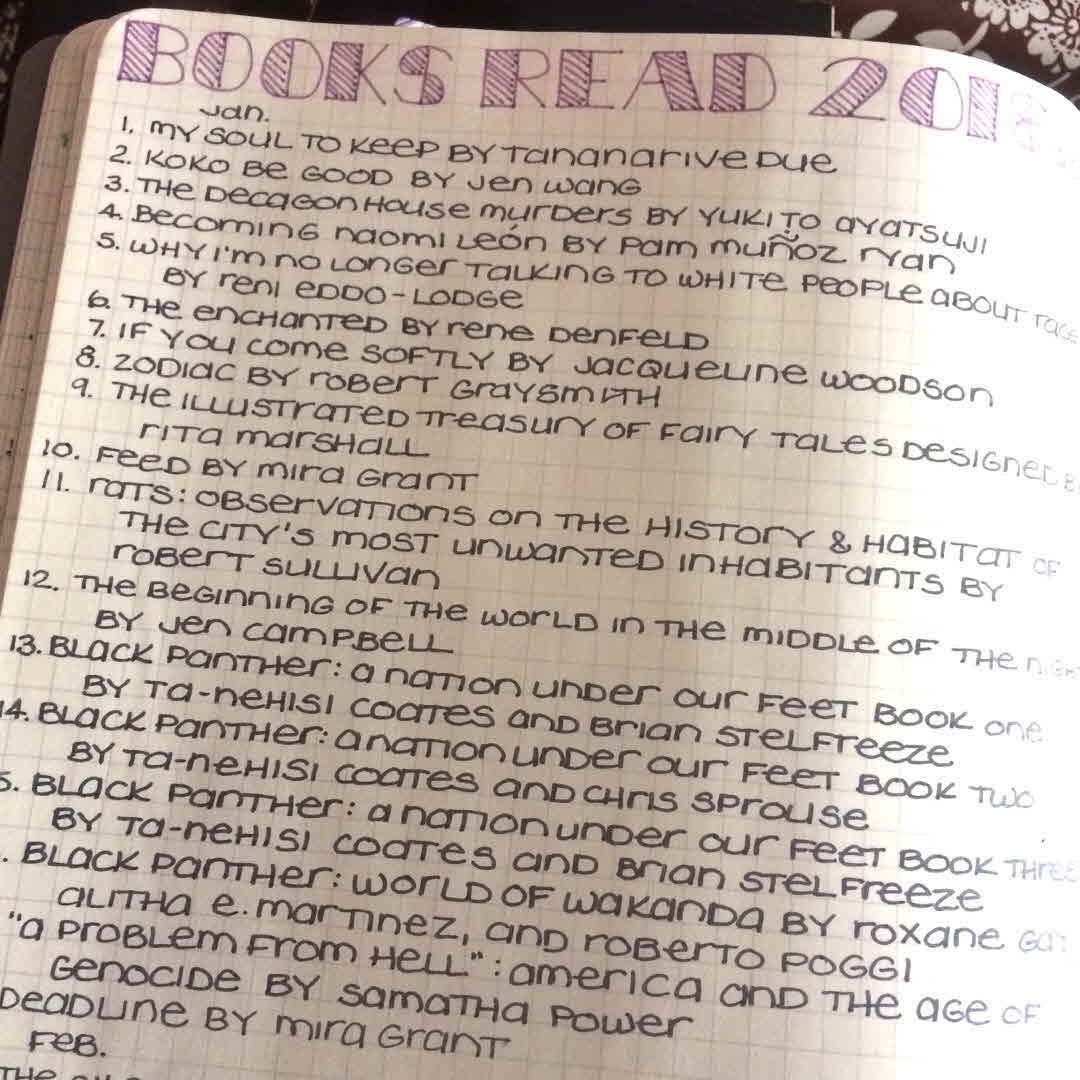 BOOKS READ 2018
Jan.
1. MY SOUL TO KEEP BY TANANARIVE DUE
2. KOKO BE GOOD BY JEN WANG
3. THE DECAGON HOUSE MURDERS BY YUKITO AYATSUJI
4. BECOMING NAOMI LEÓN BY PAM MUÑOZ RYAN
5. WHY I'M NO LONGER TALKING TO WHITE PEOPLE ABOUT RACE
BY RENI EDDO-LODGE
6. THE ENCHANTED BY RENE DENFELD
7. IF YOU COME SOFTLY BY JACQUELINE WOODSON
8. ZODIAC BY ROBERT GRAYSMITH
9. THE ILLUSTRATED TREASURY OF FAIRY TALES DESIGNED B
RITA MARSHALL
10. FEED BY MIRA GRANT
11. RATS: OBSERVATIONS ON THE HISTORY & HABITAT OF
THE CITY'S MOST UNWANTED INHABITANTS BY
ROBERT SULLIVAN
12. THE BEGINNING OF THE WORLD IN THE MIDDLE OF THE NIGH
BY JEN CAMPBELL
13. BLACK PANTHER: A NATION UNDER OUR FEET BOOK ONE
BY TA-NEHISI COATES AND BRIAN STELFREEZE
14. BLACK PANTHER: A NATION UNDER OUR FEET BOOK TWO
BY TA-NEHISI COATES AND CHRIS SPROUSE
5. BLACK PANTHER: A NATION UNDER OUR FEET BOOK THREE
BY TA-NEHISI COATES AND BRIAN STELFREEZE
. BLACK PANTHER: WORLD OF WAKANDA BY ROXANE GAY
ALITHA E. MARTINEZ, AND ROBERTO POGGI
"A PROBLEM FROM HELL": AMERICA AND THE AGE OF
GENOCIDE BY SAMATHA POWER
DEADLINE BY MIRA GRANT
FEB.
THE